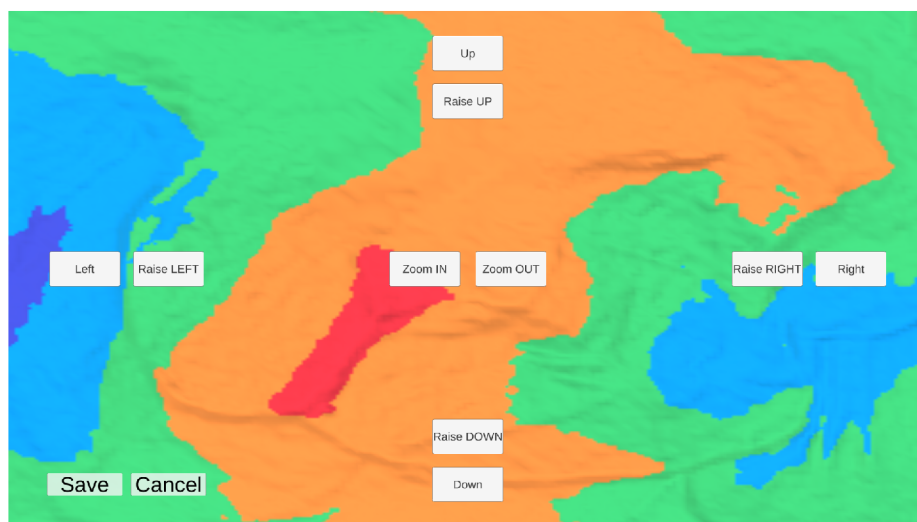 Up
Raise UP
Left
Raise LEFT
Zoom IN
Zoom OUT
Raise RIGHT
Right
Raise DOWN
Down
Save
Cancel